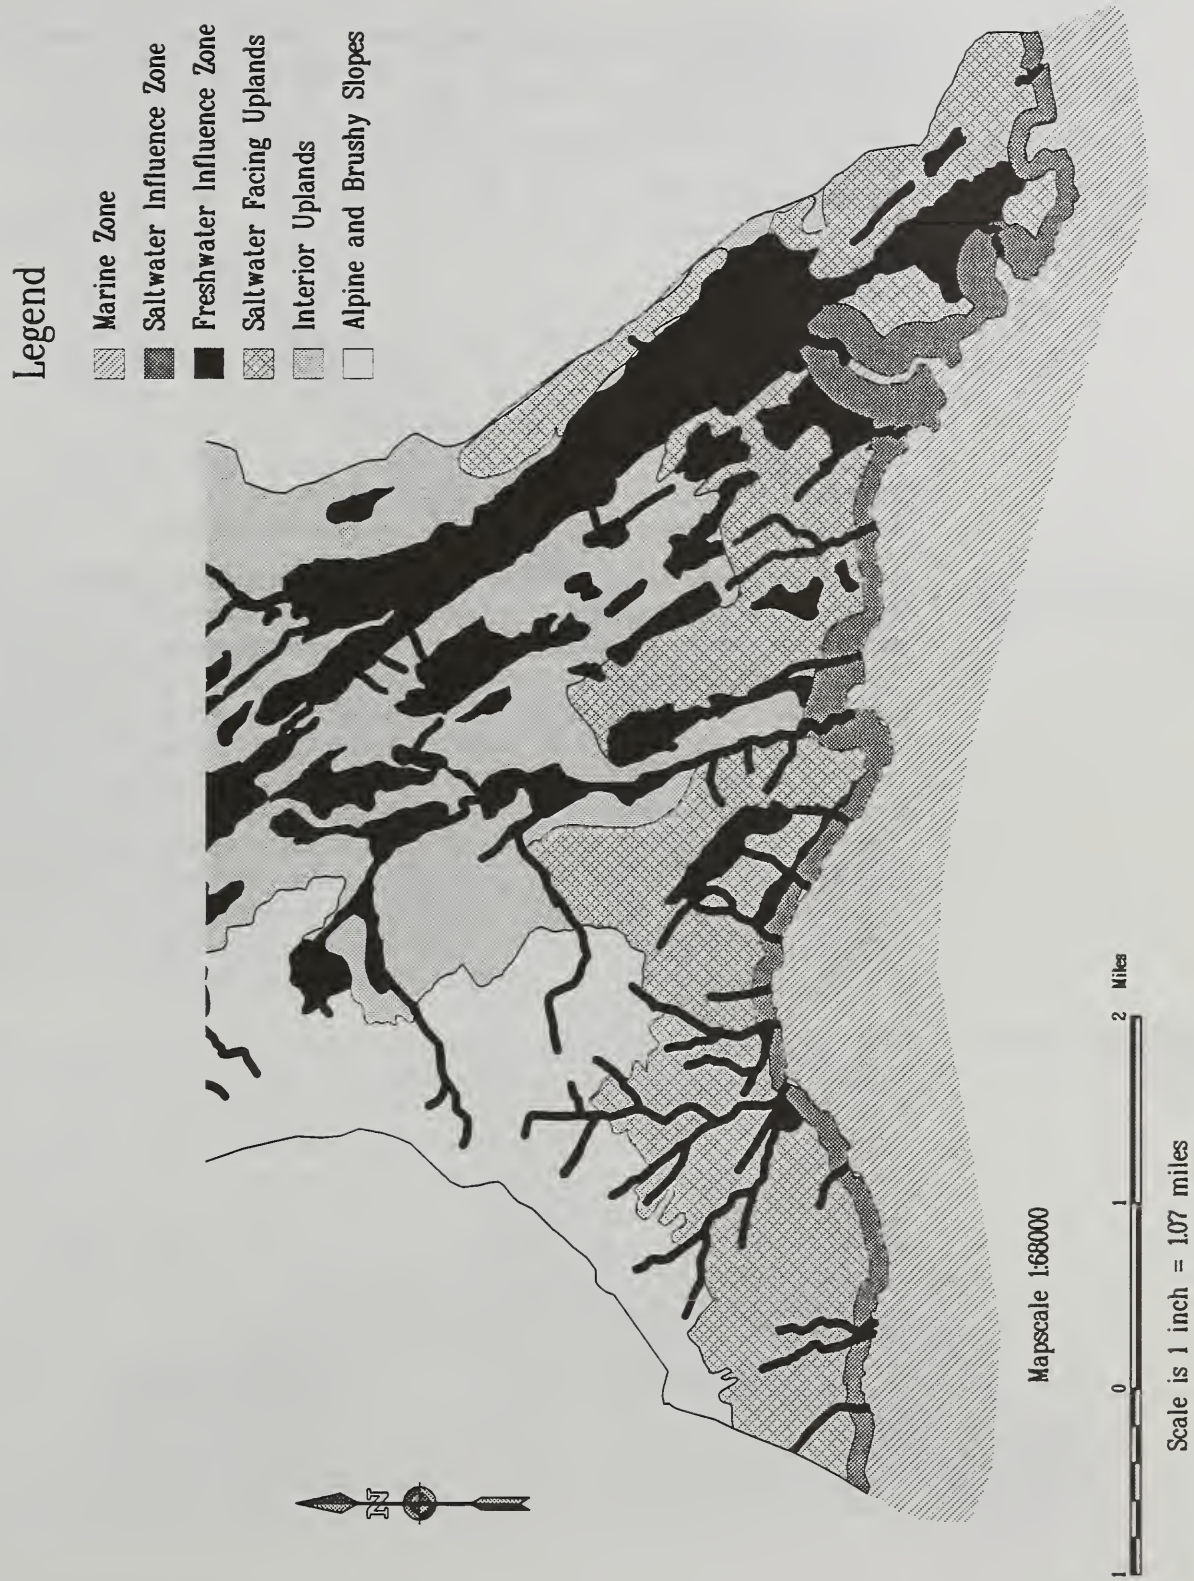 Legend
Marine Zone
Saltwater Influence Zone
Freshwater Influence Zone
Saltwater Facing Uplands
Interior Uplands
Alpine and Brushy Slopes
N
Mapscale 1:68000
1 0 1 2 Miles
Scale is 1 inch = 1.07 miles